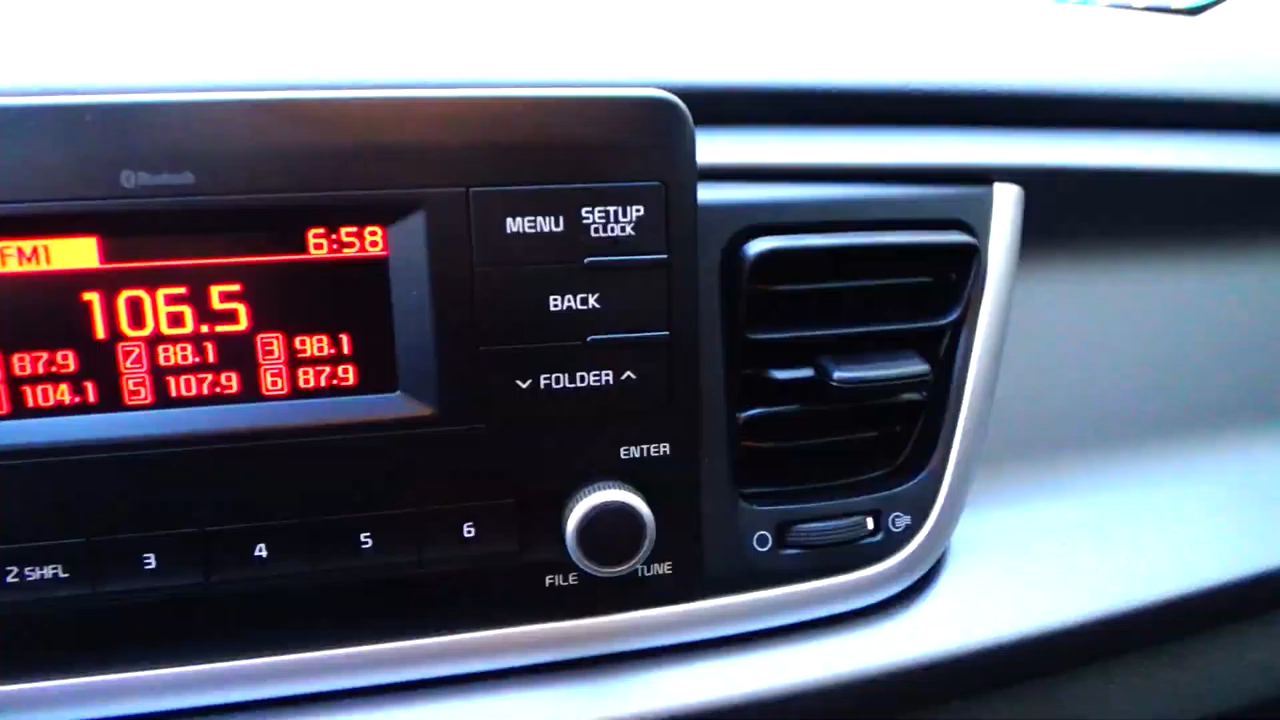 Bluetooth
FM1 6:58
106.5
87.9 2 88.1 3 98.1
104.1 5 107.9 6 87.9
MENU SETUP
CLOCK
BACK
FOLDER
ENTER
2 SHFL 3 4 5 6
FILE TUNE